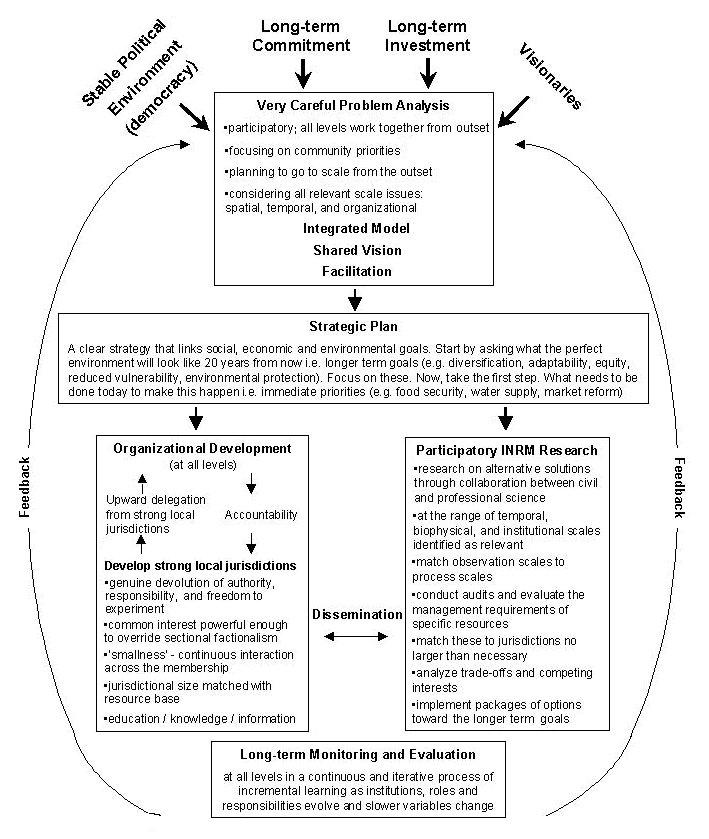 Long-term
Commitment
Long-term
Investment
Stable Political
Environment
(democracy)
Visionaries
Very Careful Problem Analysis
•participatory; all levels work together from outset
•focusing on community priorities
•planning to go to scale from the outset
•considering all relevant scale issues:
spatial, temporal, and organizational
Integrated Model
Shared Vision
Facilitation
Strategic Plan
A clear strategy that links social, economic and environmental goals. Start by asking what the perfect
environment will look like 20 years from now i.e. longer term goals (e.g. diversification, adaptability, equity,
reduced vulnerability, environmental protection). Focus on these. Now, take the first step. What needs to be
done today to make this happen i.e. immediate priorities (e.g. food security, water supply, market reform)
Feedback
Organizational Development
(at all levels)
Upward delegation
from strong local
jurisdictions
Accountability
Develop strong local jurisdictions
•genuine devolution of authority,
responsibility, and freedom to
experiment
•common interest powerful enough
to override sectional factionalism
•'smallness' - continuous interaction
across the membership
•jurisdictional size matched with
resource base
•education / knowledge / information
Dissemination
Participatory INRM Research
•research on alternative solutions
through collaboration between civil
and professional science
•at the range of temporal,
biophysical, and institutional scales
identified as relevant
•match observation scales to
process scales
•conduct audits and evaluate the
management requirements of
specific resources
•match these to jurisdictions no
larger than necessary
•analyze trade-offs and competing
interests
•implement packages of options
toward the longer term goals
Feedback
Long-term Monitoring and Evaluation
at all levels in a continuous and iterative process of
incremental learning as institutions, roles and
responsibilities evolve and slower variables change